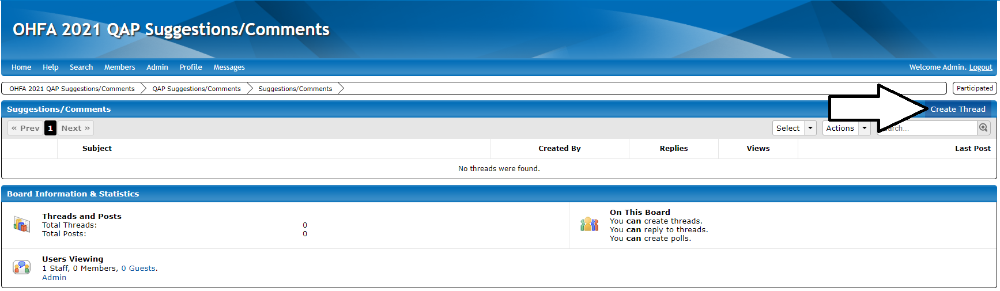 OHFA 2021 QAP Suggestions/Comments
Home Help Search Members Admin Profile Messages Welcome Admin. Logout
OHFA 2021 QAP Suggestions/Comments QAP Suggestions/Comments Suggestions/Comments Participated
Suggestions/Comments Create Thread
« Prev 1 Next » Select Actions
Subject Created By Replies Views Last Post
No threads were found.
Board Information & Statistics
Threads and Posts
Total Threads: 0
Total Posts: 0
On This Board
You can create threads.
You can reply to threads.
You can create polls.
Users Viewing
1 Staff, 0 Members, 0 Guests.
Admin